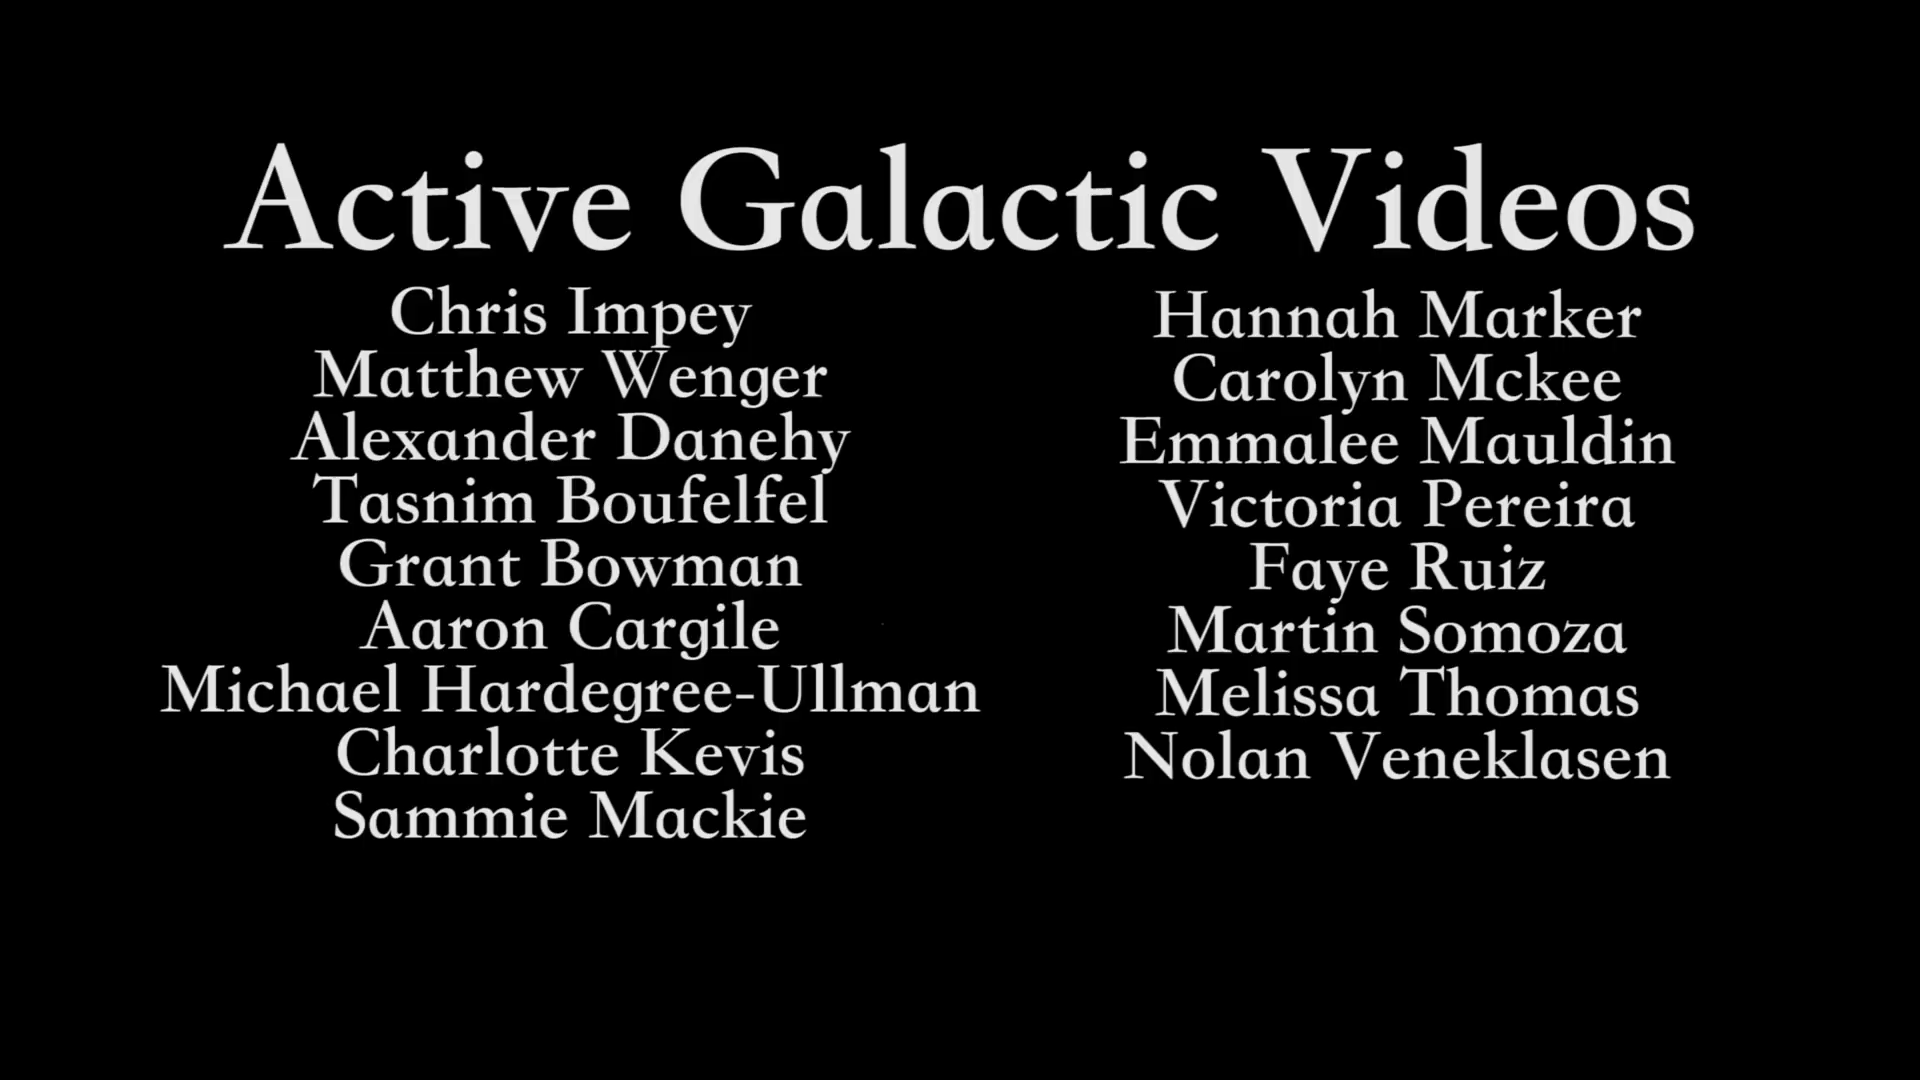 Active Galactic Videos
Chris Impey
Matthew Wenger
Alexander Danehy
Tasnim Boufelfel
Grant Bowman
Aaron Cargile
Michael Hardegree-Ullman
Charlotte Kevis
Sammie Mackie
Hannah Marker
Carolyn Mckee
Emmalee Mauldin
Victoria Pereira
Faye Ruiz
Martin Somoza
Melissa Thomas
Nolan Veneklasen